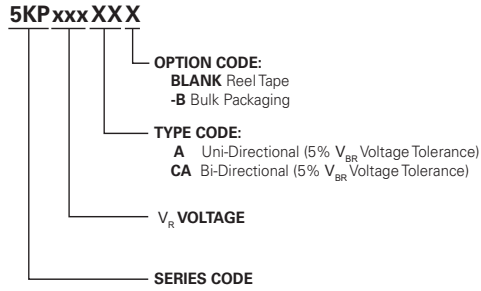 5KPxxxXXX
OPTION CODE:
BLANK Reel Tape
-B Bulk Packaging
TYPE CODE:
A Uni-Directional (5% VBR Voltage Tolerance)
CA Bi-Directional (5% VBR Voltage Tolerance)
VR VOLTAGE
SERIES CODE